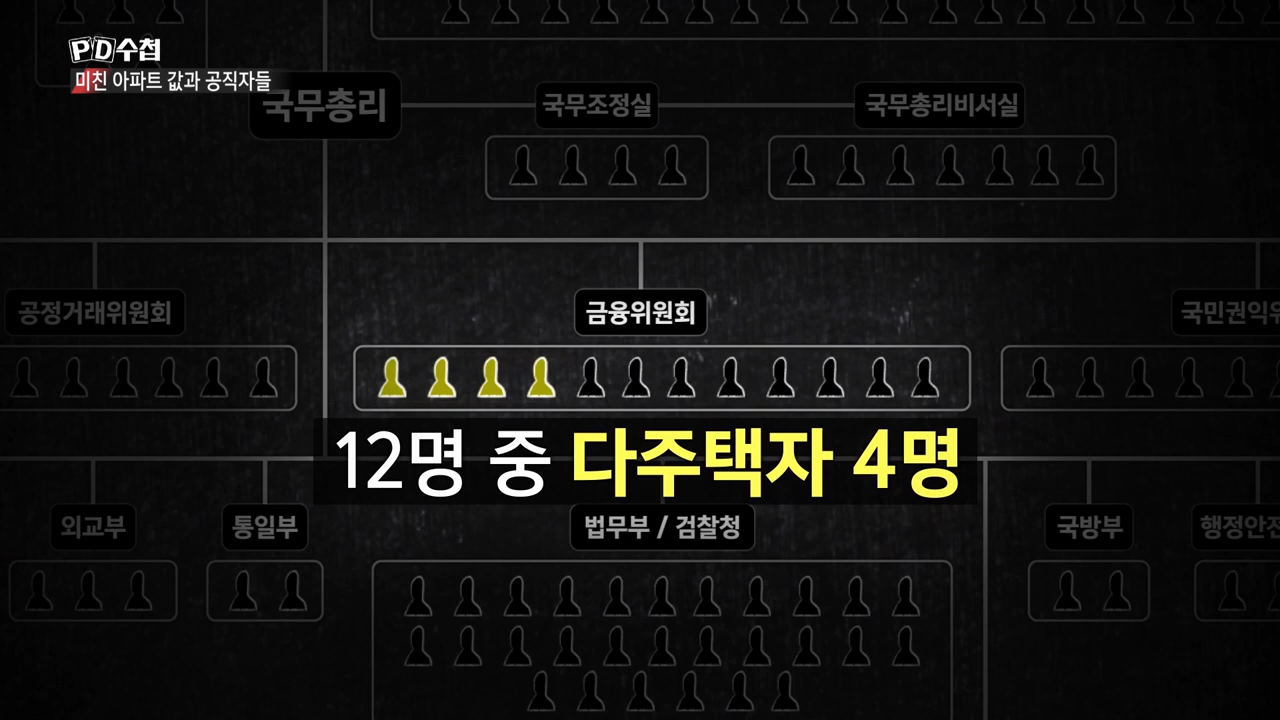 PD수첩
미친 아파트 값과 공직자들
국무총리
국무조정실
국무총리비서실
공정거래위원회
금융위원회
12명 중 다주택자 4명
외교부
통일부
법무부 / 검찰청
국방부